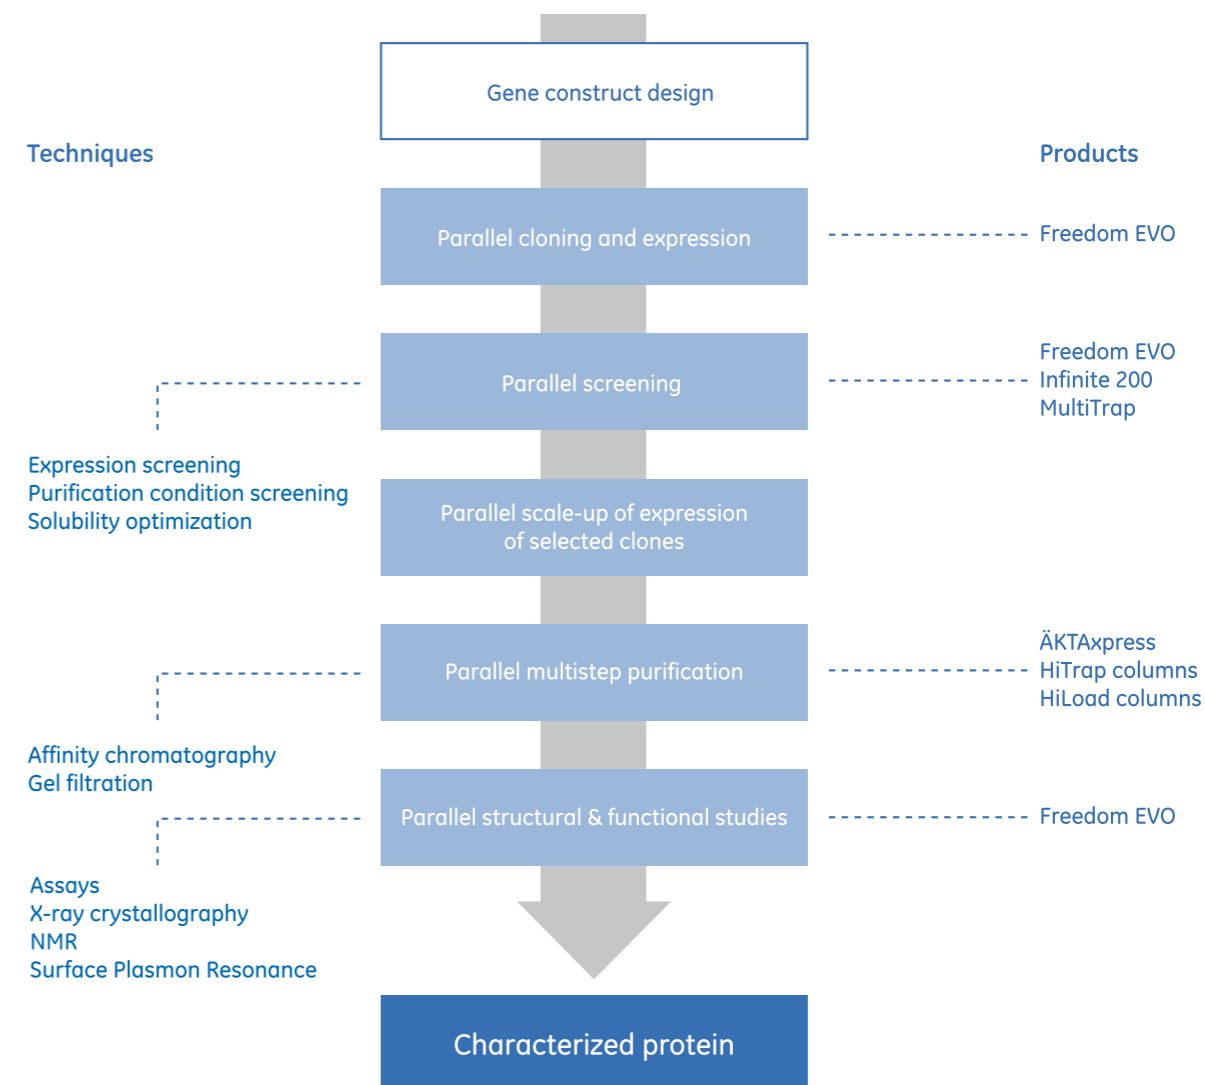 Gene construct design
Techniques
Products
Parallel cloning and expression
Freedom EVO
Parallel screening
Freedom EVO
Infinite 200
MultiTrap
Expression screening
Purification condition screening
Solubility optimization
Parallel scale-up of expression
of selected clones
Parallel multistep purification
ÄKTAxpress
HiTrap columns
HiLoad columns
Affinity chromatography
Gel filtration
Parallel structural & functional studies
Freedom EVO
Assays
X-ray crystallography
NMR
Surface Plasmon Resonance
Characterized protein